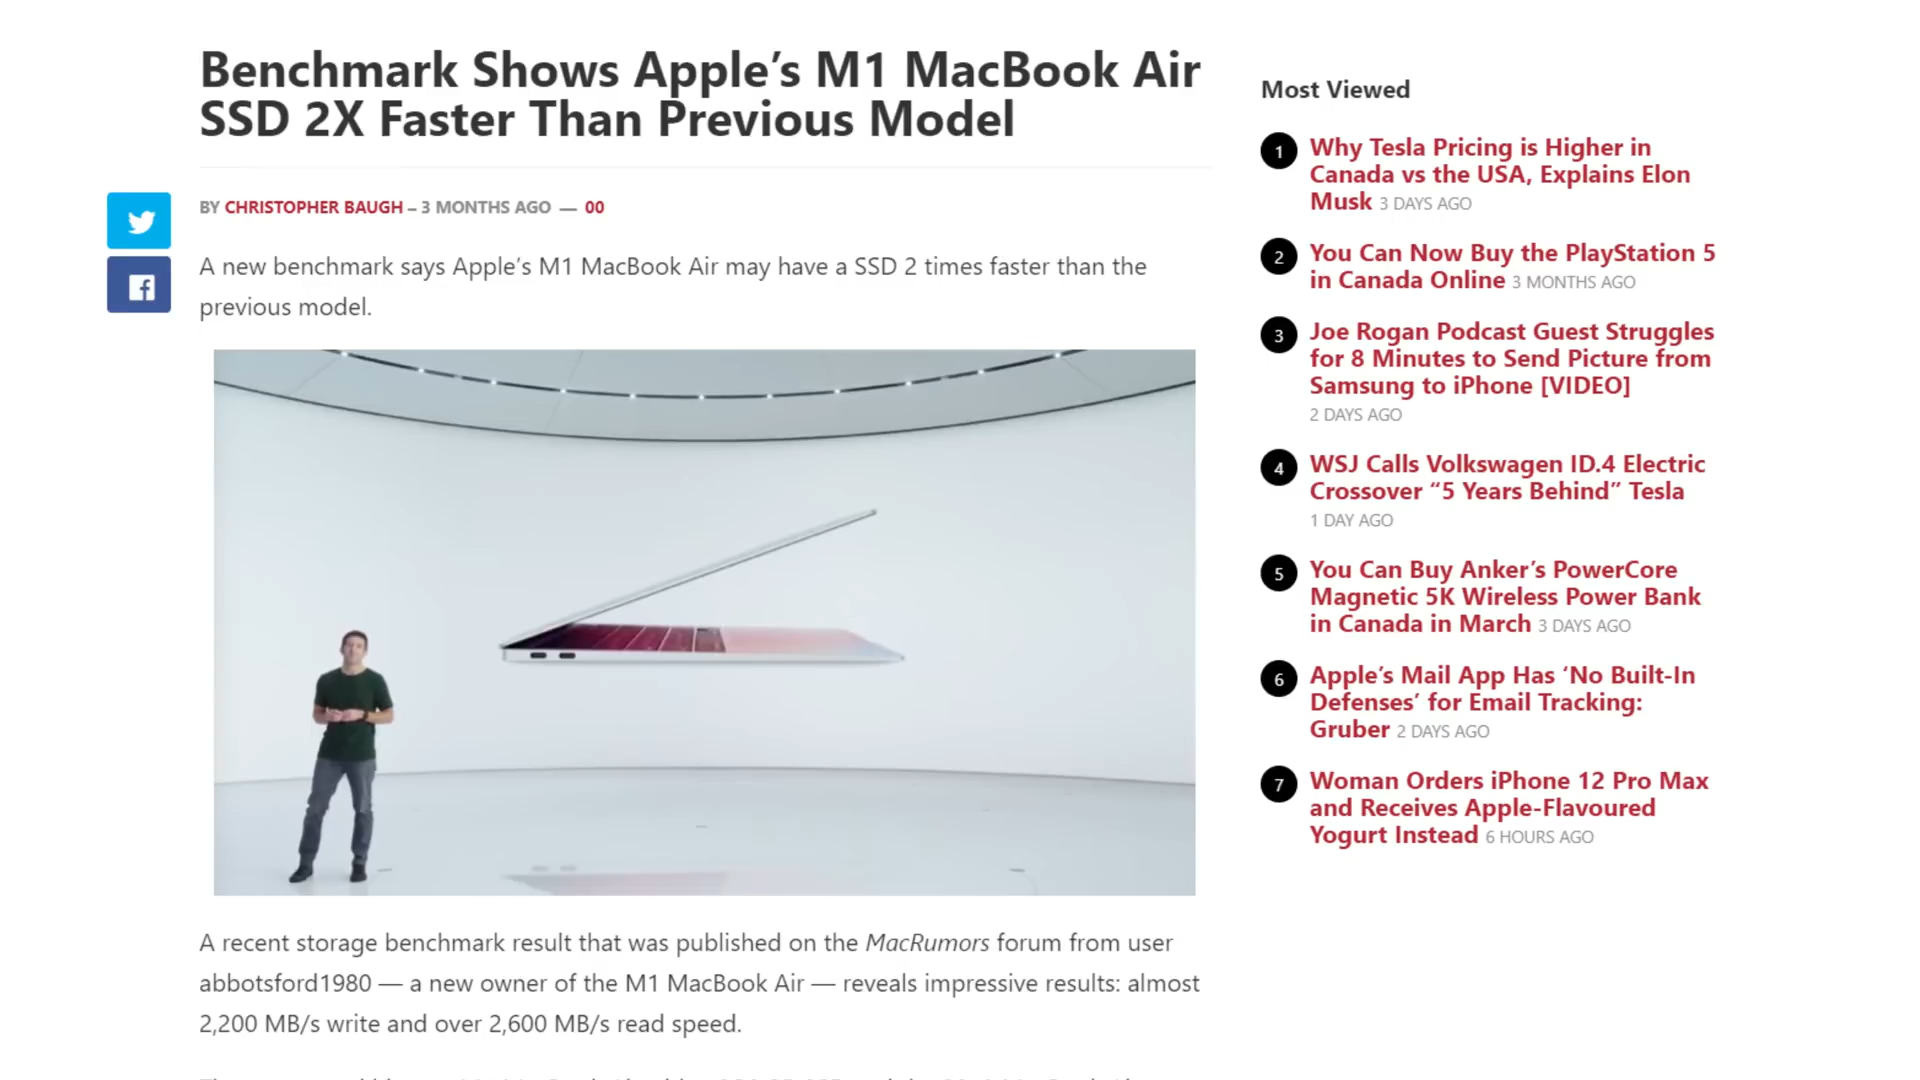 Benchmark Shows Apple’s M1 MacBook Air
SSD 2X Faster Than Previous Model
BY CHRISTOPHER BAUGH – 3 MONTHS AGO — 00
A new benchmark says Apple’s M1 MacBook Air may have a SSD 2 times faster than the
previous model.
A recent storage benchmark result that was published on the MacRumors forum from user
abbotsford1980 — a new owner of the M1 MacBook Air — reveals impressive results: almost
2,200 MB/s write and over 2,600 MB/s read speed.
Most Viewed
1 Why Tesla Pricing is Higher in
Canada vs the USA, Explains Elon
Musk 3 DAYS AGO
2 You Can Now Buy the PlayStation 5
in Canada Online 3 MONTHS AGO
3 Joe Rogan Podcast Guest Struggles
for 8 Minutes to Send Picture from
Samsung to iPhone [VIDEO]
2 DAYS AGO
4 WSJ Calls Volkswagen ID.4 Electric
Crossover “5 Years Behind” Tesla
1 DAY AGO
5 You Can Buy Anker’s PowerCore
Magnetic 5K Wireless Power Bank
in Canada in March 3 DAYS AGO
6 Apple’s Mail App Has ‘No Built-In
Defenses’ for Email Tracking:
Gruber 2 DAYS AGO
7 Woman Orders iPhone 12 Pro Max
and Receives Apple-Flavoured
Yogurt Instead 6 HOURS AGO